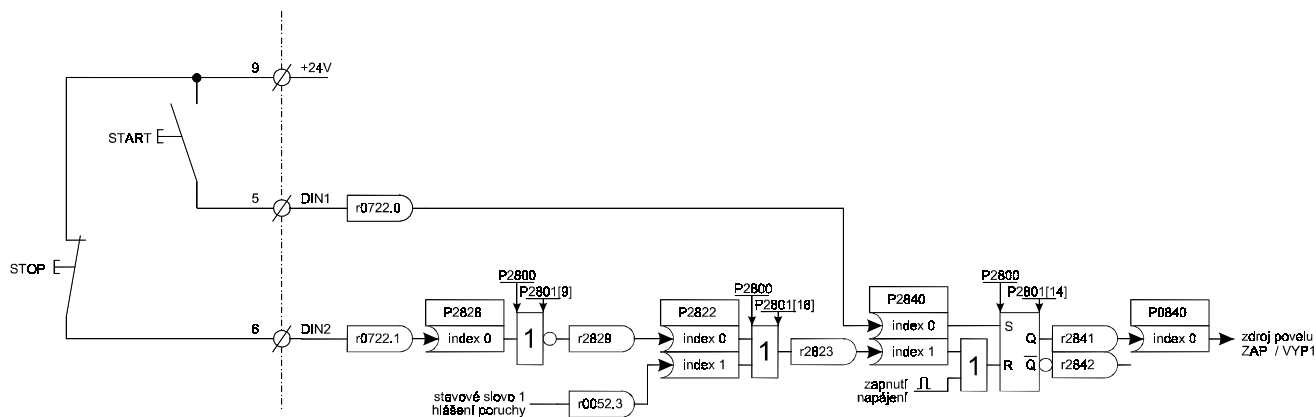 9
+24V
START
5
DIN1
r0722.0
STOP
P2800
P2801[9]
P2828
P2800
P2801[18]
P2822
P2840
P2800
P2801[14]
P0840
6
DIN2
r0722.1
index 0
1
r2829
index 0
index 1
1
r2823
index 0
index 1
S
R
Q
Q
r2841
r2842
index 0
zdroj povelu
ZAP / VYP1
1
zapnutí
napájení
stavové slovo 1
hlášení poruchy
r0052.3